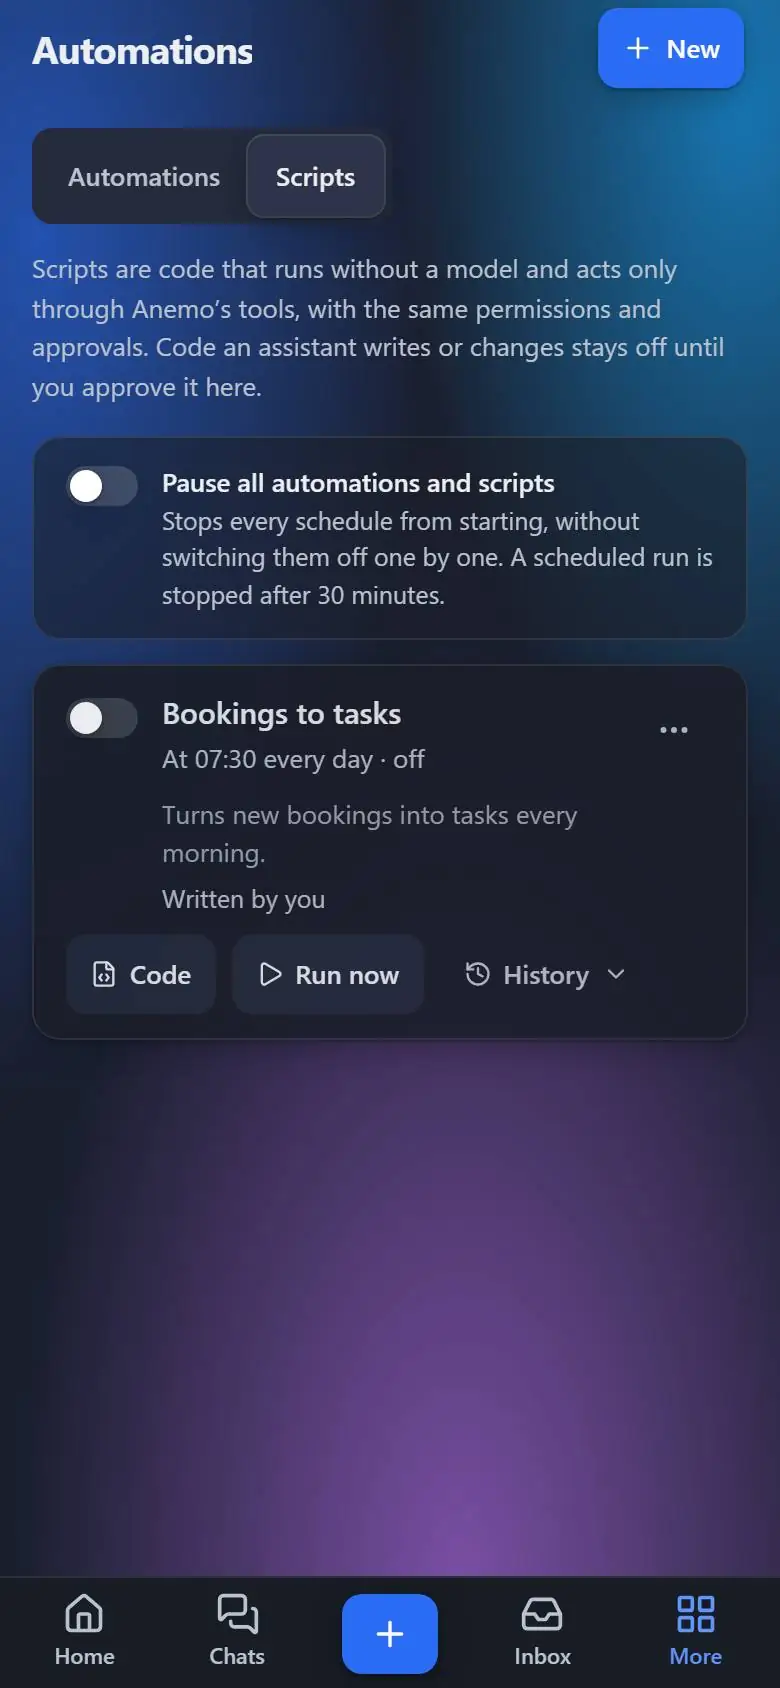 Automations
New
Automations
Scripts
Scripts are code that runs without a model and acts only
through Anemo’s tools, with the same permissions and
approvals. Code an assistant writes or changes stays off until
you approve it here.
Pause all automations and scripts
Stops every schedule from starting, without
switching them off one by one. A scheduled run is
stopped after 30 minutes.
Bookings to tasks
At 07:30 every day · off
Turns new bookings into tasks every
morning.
Written by you
Code
Run now
History
Home
Chats
Inbox
More